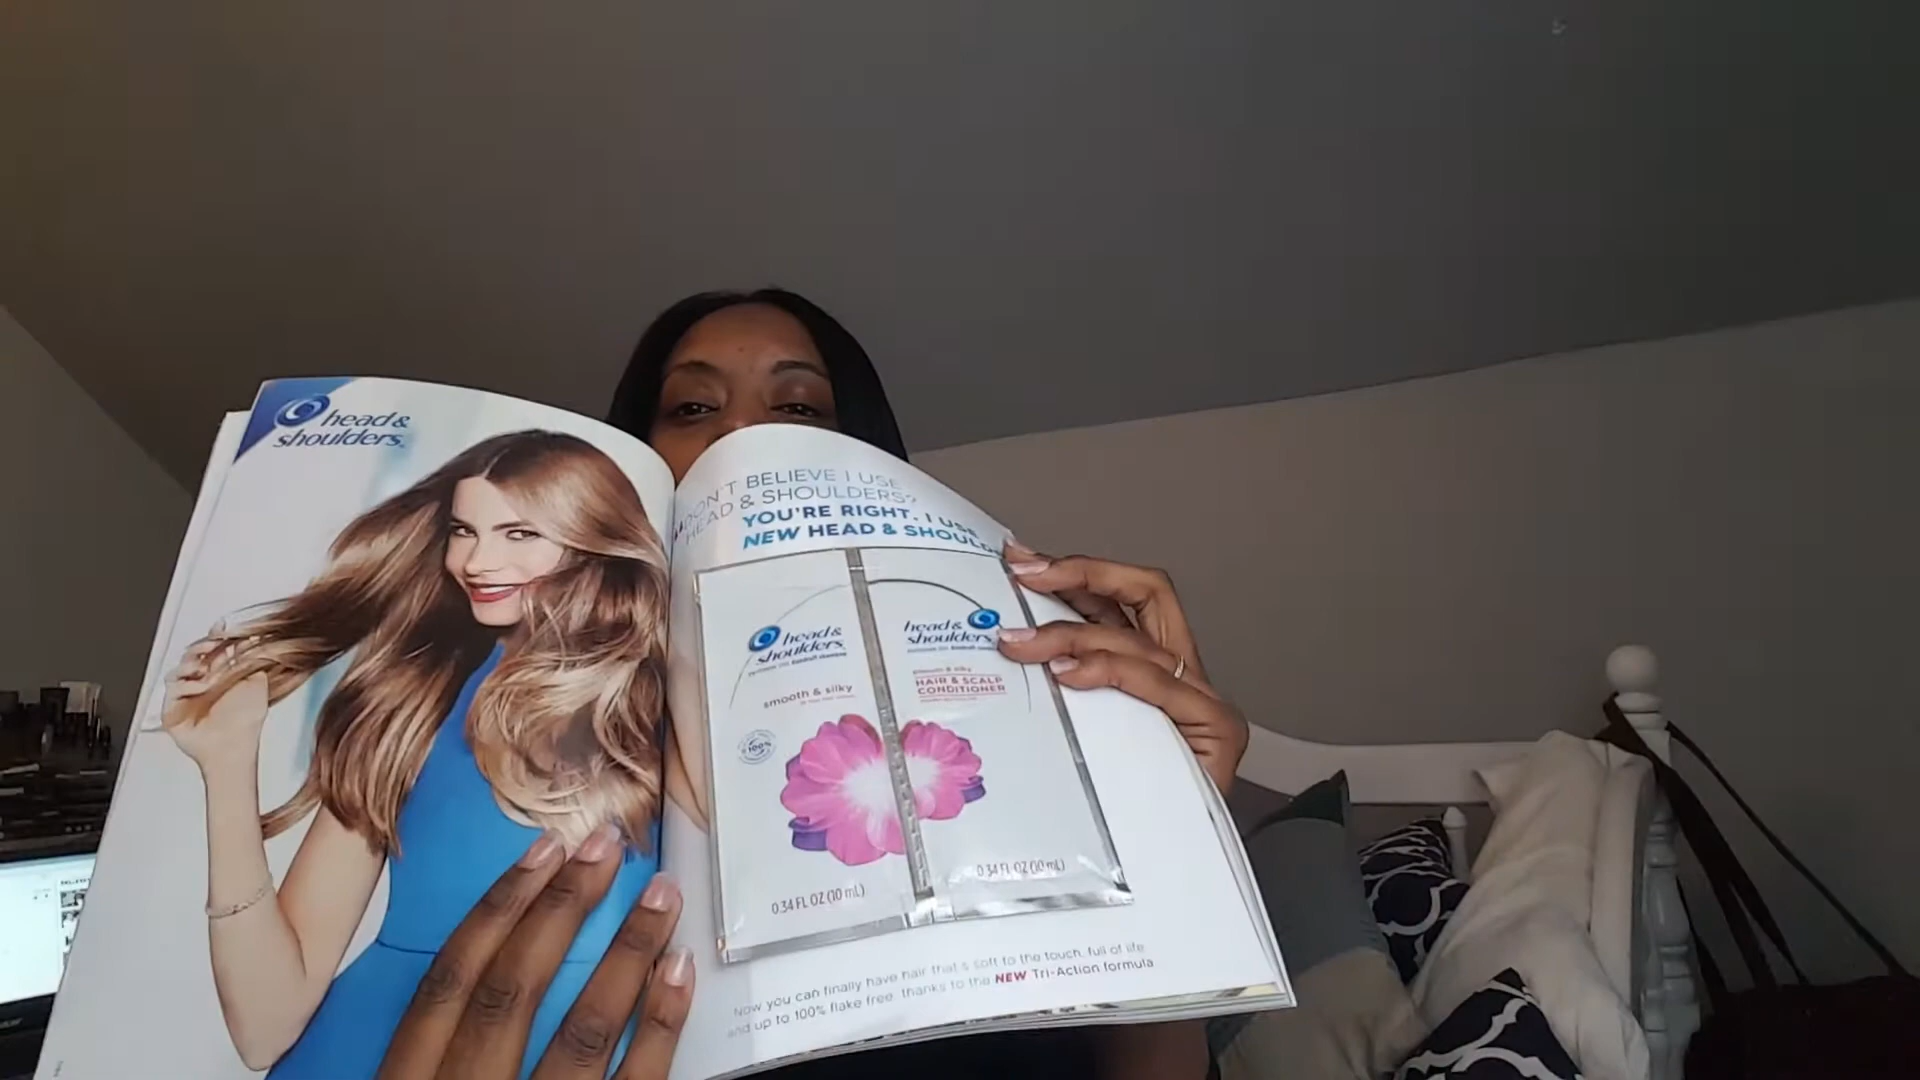 head &
shoulders
DON'T BELIEVE I USE
HEAD & SHOULDERS?
YOU'RE RIGHT. I USE
NEW HEAD & SHOULD
head &
shoulders
smooth & silky
100%
0.34 FL OZ (10 mL)
head &
shoulders
smooth & silky
HAIR & SCALP
CONDITIONER
0.34 FL OZ (10 mL)
Now you can finally have hair that's soft to the touch, full of life
and up to 100% flake free, thanks to the NEW Tri-Action formula